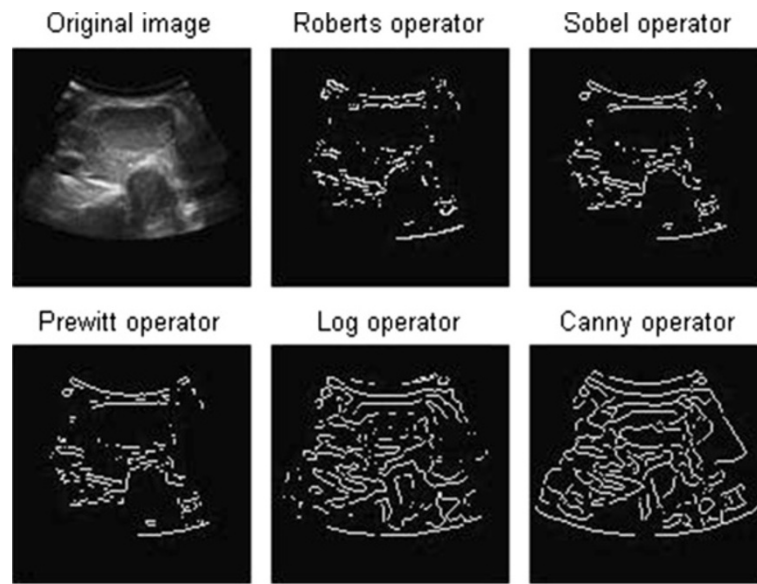 Original image
Roberts operator
Sobel operator
Prewitt operator
Log operator
Canny operator